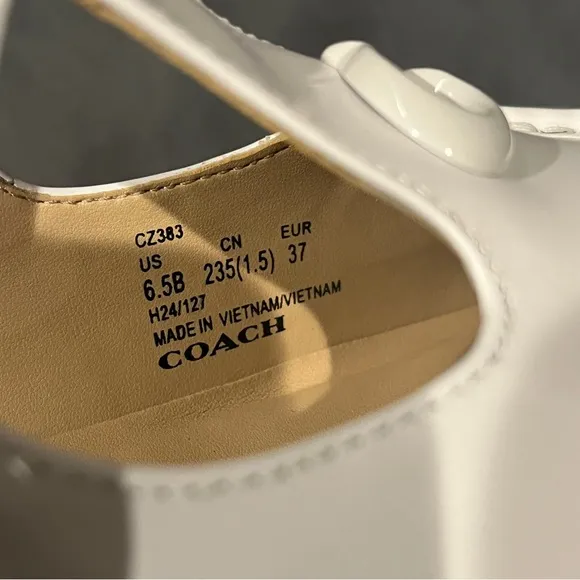 CZ383
US CN EUR
6.5B 235(1.5) 37
H24/127
MADE IN VIETNAM/VIETNAM
COACH